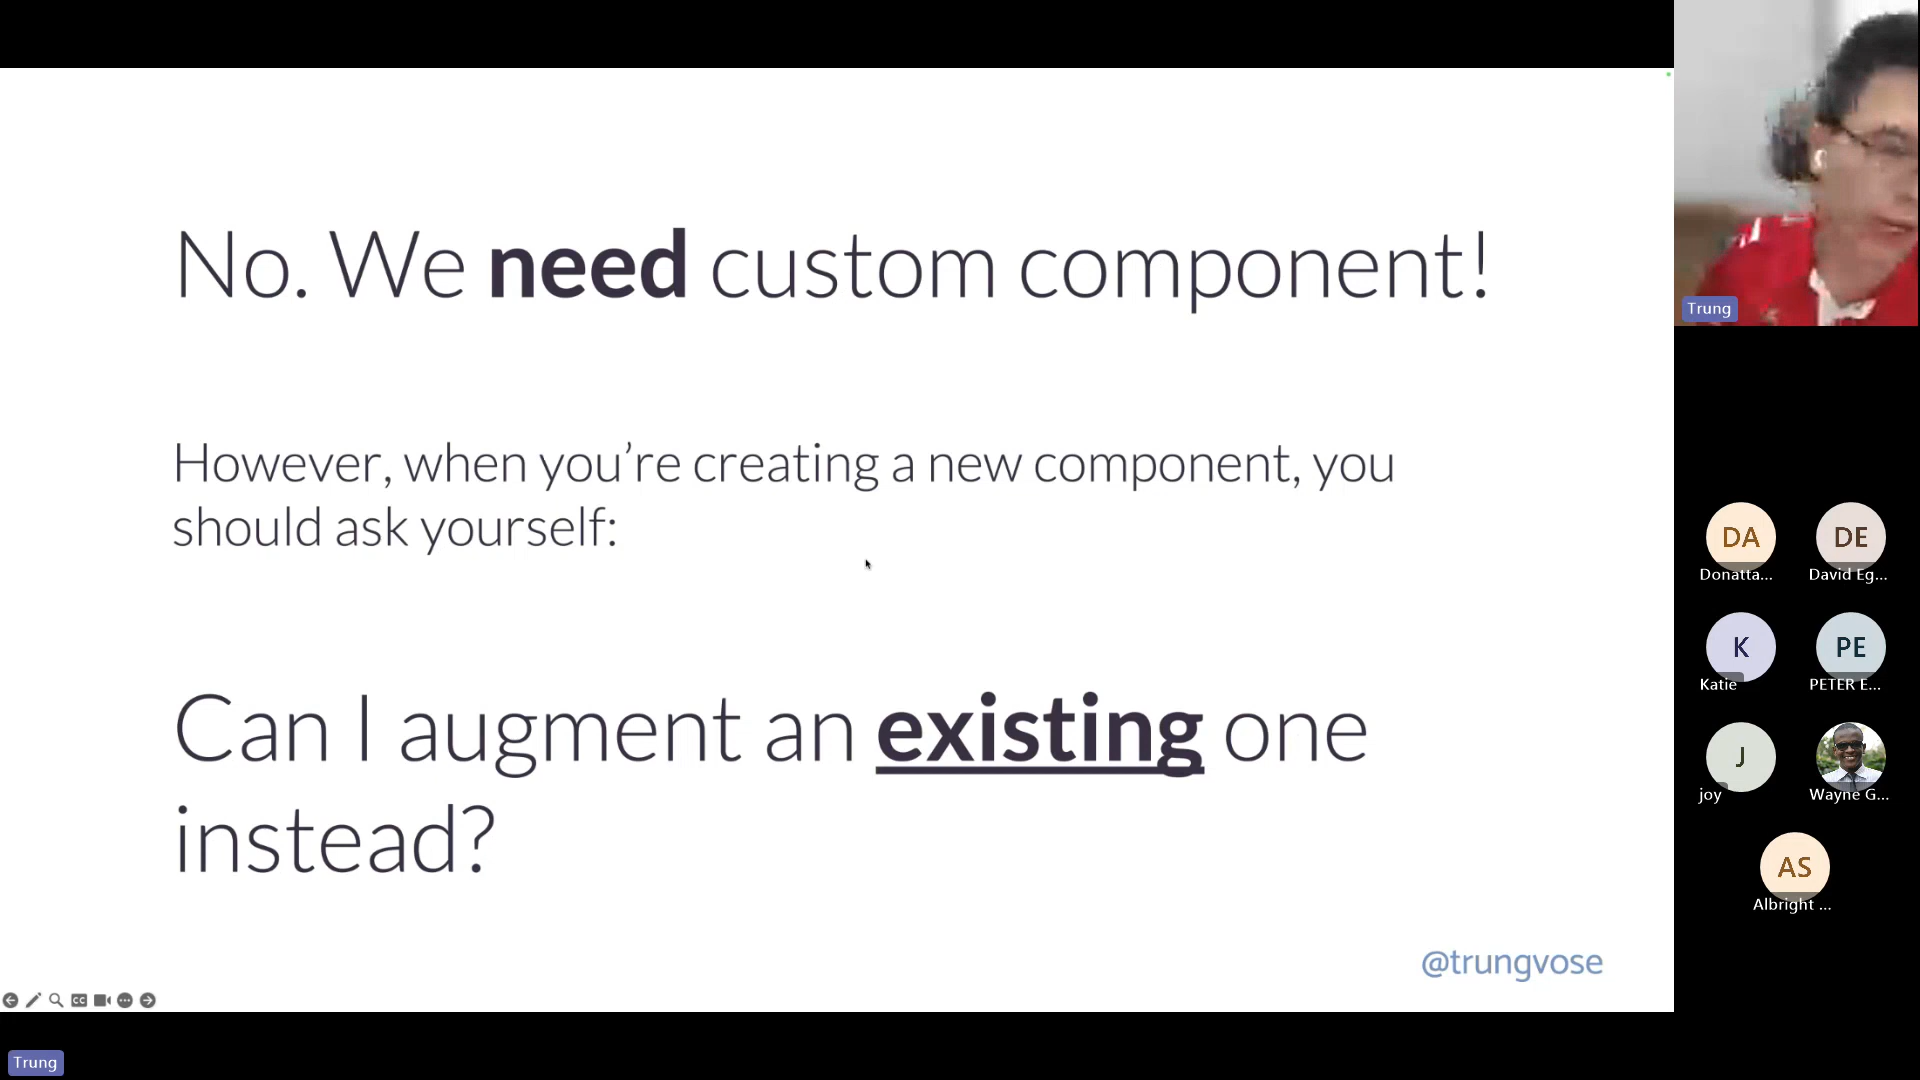 No. We need custom component!
However, when you’re creating a new component, you
should ask yourself:
Can I augment an existing one
instead?
@trungvose
CC
Trung
Trung
DA
DE
Donatta...
David Eg...
K
PE
Katie
PETER E...
J
joy
Wayne G...
AS
Albright ...